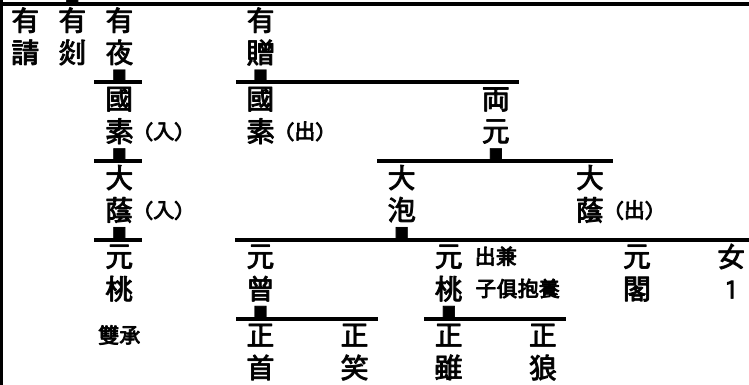 有請 有剡 有夜 有贈
國素（入） 國素（出） 両元
大蔭（入） 大泡 大蔭（出）
元桃 元曾 元桃 出兼子俱抱養 元閣 女1
雙承 正首 正笑 正雖 正狼